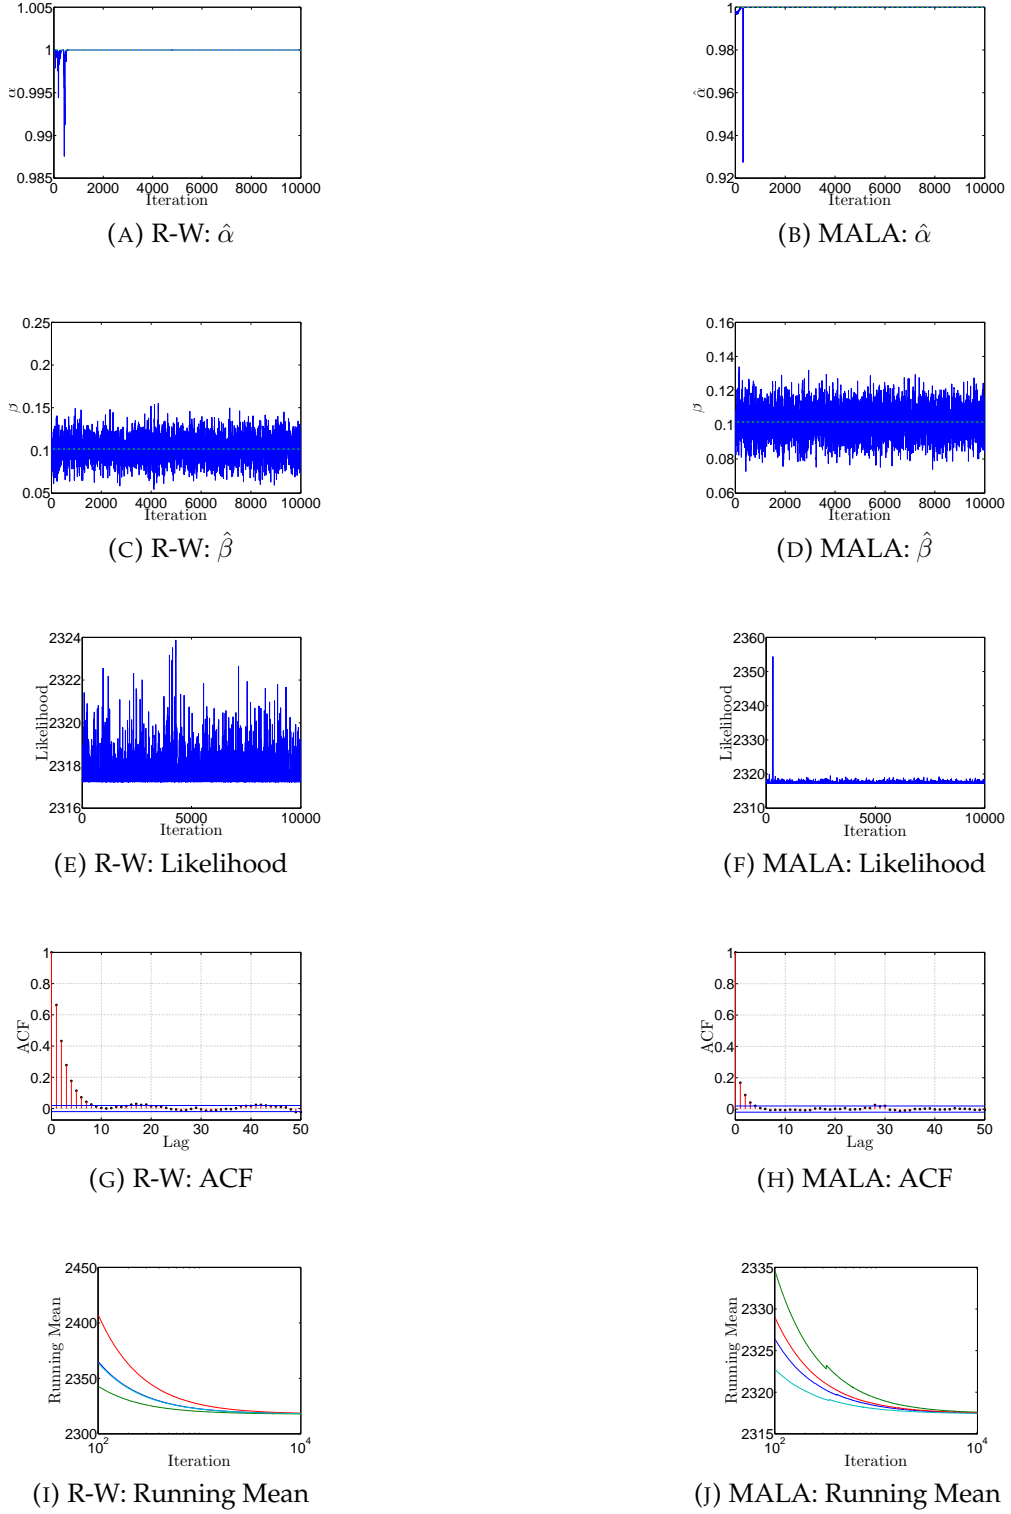 1.005
1
0.995
0.99
0.985
α
0 2000 4000 6000 8000 10000
Iteration
(A) R-W: α̂
1
0.98
0.96
0.94
0.92
α̂
0 2000 4000 6000 8000 10000
Iteration
(B) MALA: α̂
0.25
0.2
0.15
0.1
0.05
β
0 2000 4000 6000 8000 10000
Iteration
(C) R-W: β̂
0.16
0.14
0.12
0.1
0.08
0.06
β
0 2000 4000 6000 8000 10000
Iteration
(D) MALA: β̂
2324
2322
2320
2318
2316
Likelihood
0 5000 10000
Iteration
(E) R-W: Likelihood
2360
2350
2340
2330
2320
2310
Likelihood
0 5000 10000
Iteration
(F) MALA: Likelihood
1
0.8
0.6
0.4
0.2
0
ACF
0 10 20 30 40 50
Lag
(G) R-W: ACF
1
0.8
0.6
0.4
0.2
0
ACF
0 10 20 30 40 50
Lag
(H) MALA: ACF
2450
2400
2350
2300
Running Mean
10² 10⁴
Iteration
(I) R-W: Running Mean
2335
2330
2325
2320
2315
Running Mean
10² 10⁴
Iteration
(J) MALA: Running Mean